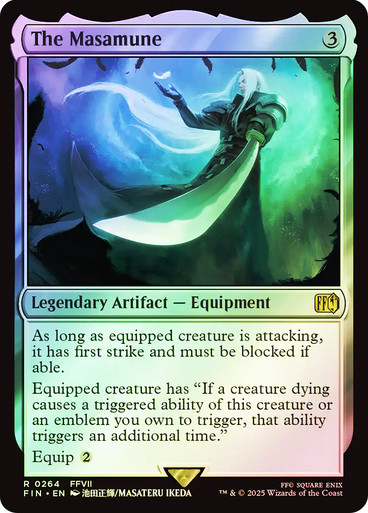 The Masamune 3
Legendary Artifact — Equipment
As long as equipped creature is attacking,
it has first strike and must be blocked if
able.
Equipped creature has “If a creature dying
causes a triggered ability of this creature or
an emblem you own to trigger, that ability
triggers an additional time.”
Equip 2
R 0264 FFVII
FIN • EN 池田正輝/MASATERU IKEDA
FF© SQUARE ENIX
™ & © 2025 Wizards of the Coast